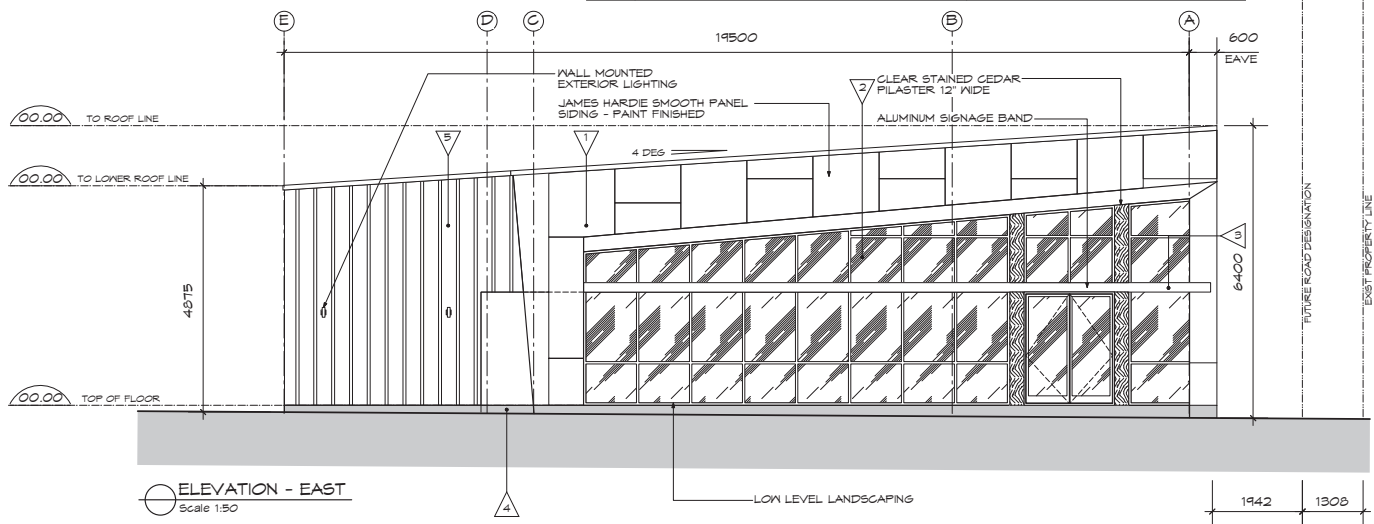 E
D
C
B
A
19500
600
EAVE
WALL MOUNTED
EXTERIOR LIGHTING
JAMES HARDIE SMOOTH PANEL
SIDING - PAINT FINISHED
2
CLEAR STAINED CEDAR
PILASTER 12" WIDE
ALUMINUM SIGNAGE BAND
00.00
TO ROOF LINE
5
1
4 DEG
00.00
TO LOWER ROOF LINE
3
4875
6400
FUTURE ROAD DESIGNATION
EXIST PROPERTY LINE
00.00
TOP OF FLOOR
ELEVATION - EAST
Scale 1:50
4
LOW LEVEL LANDSCAPING
1942
1308